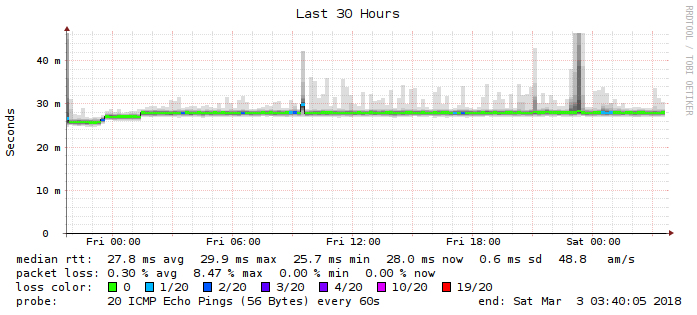 Last 30 Hours
RRDTOOL / TOBI OETIKER
Seconds
40 m
30 m
20 m
10 m
0
Fri 00:00 Fri 06:00 Fri 12:00 Fri 18:00 Sat 00:00
median rtt: 27.8 ms avg 29.9 ms max 25.7 ms min 28.0 ms now 0.6 ms sd 48.8 am/s
packet loss: 0.30 % avg 8.47 % max 0.00 % min 0.00 % now
loss color: 0 1/20 2/20 3/20 4/20 10/20 19/20
probe: 20 ICMP Echo Pings (56 Bytes) every 60s end: Sat Mar 3 03:40:05 2018